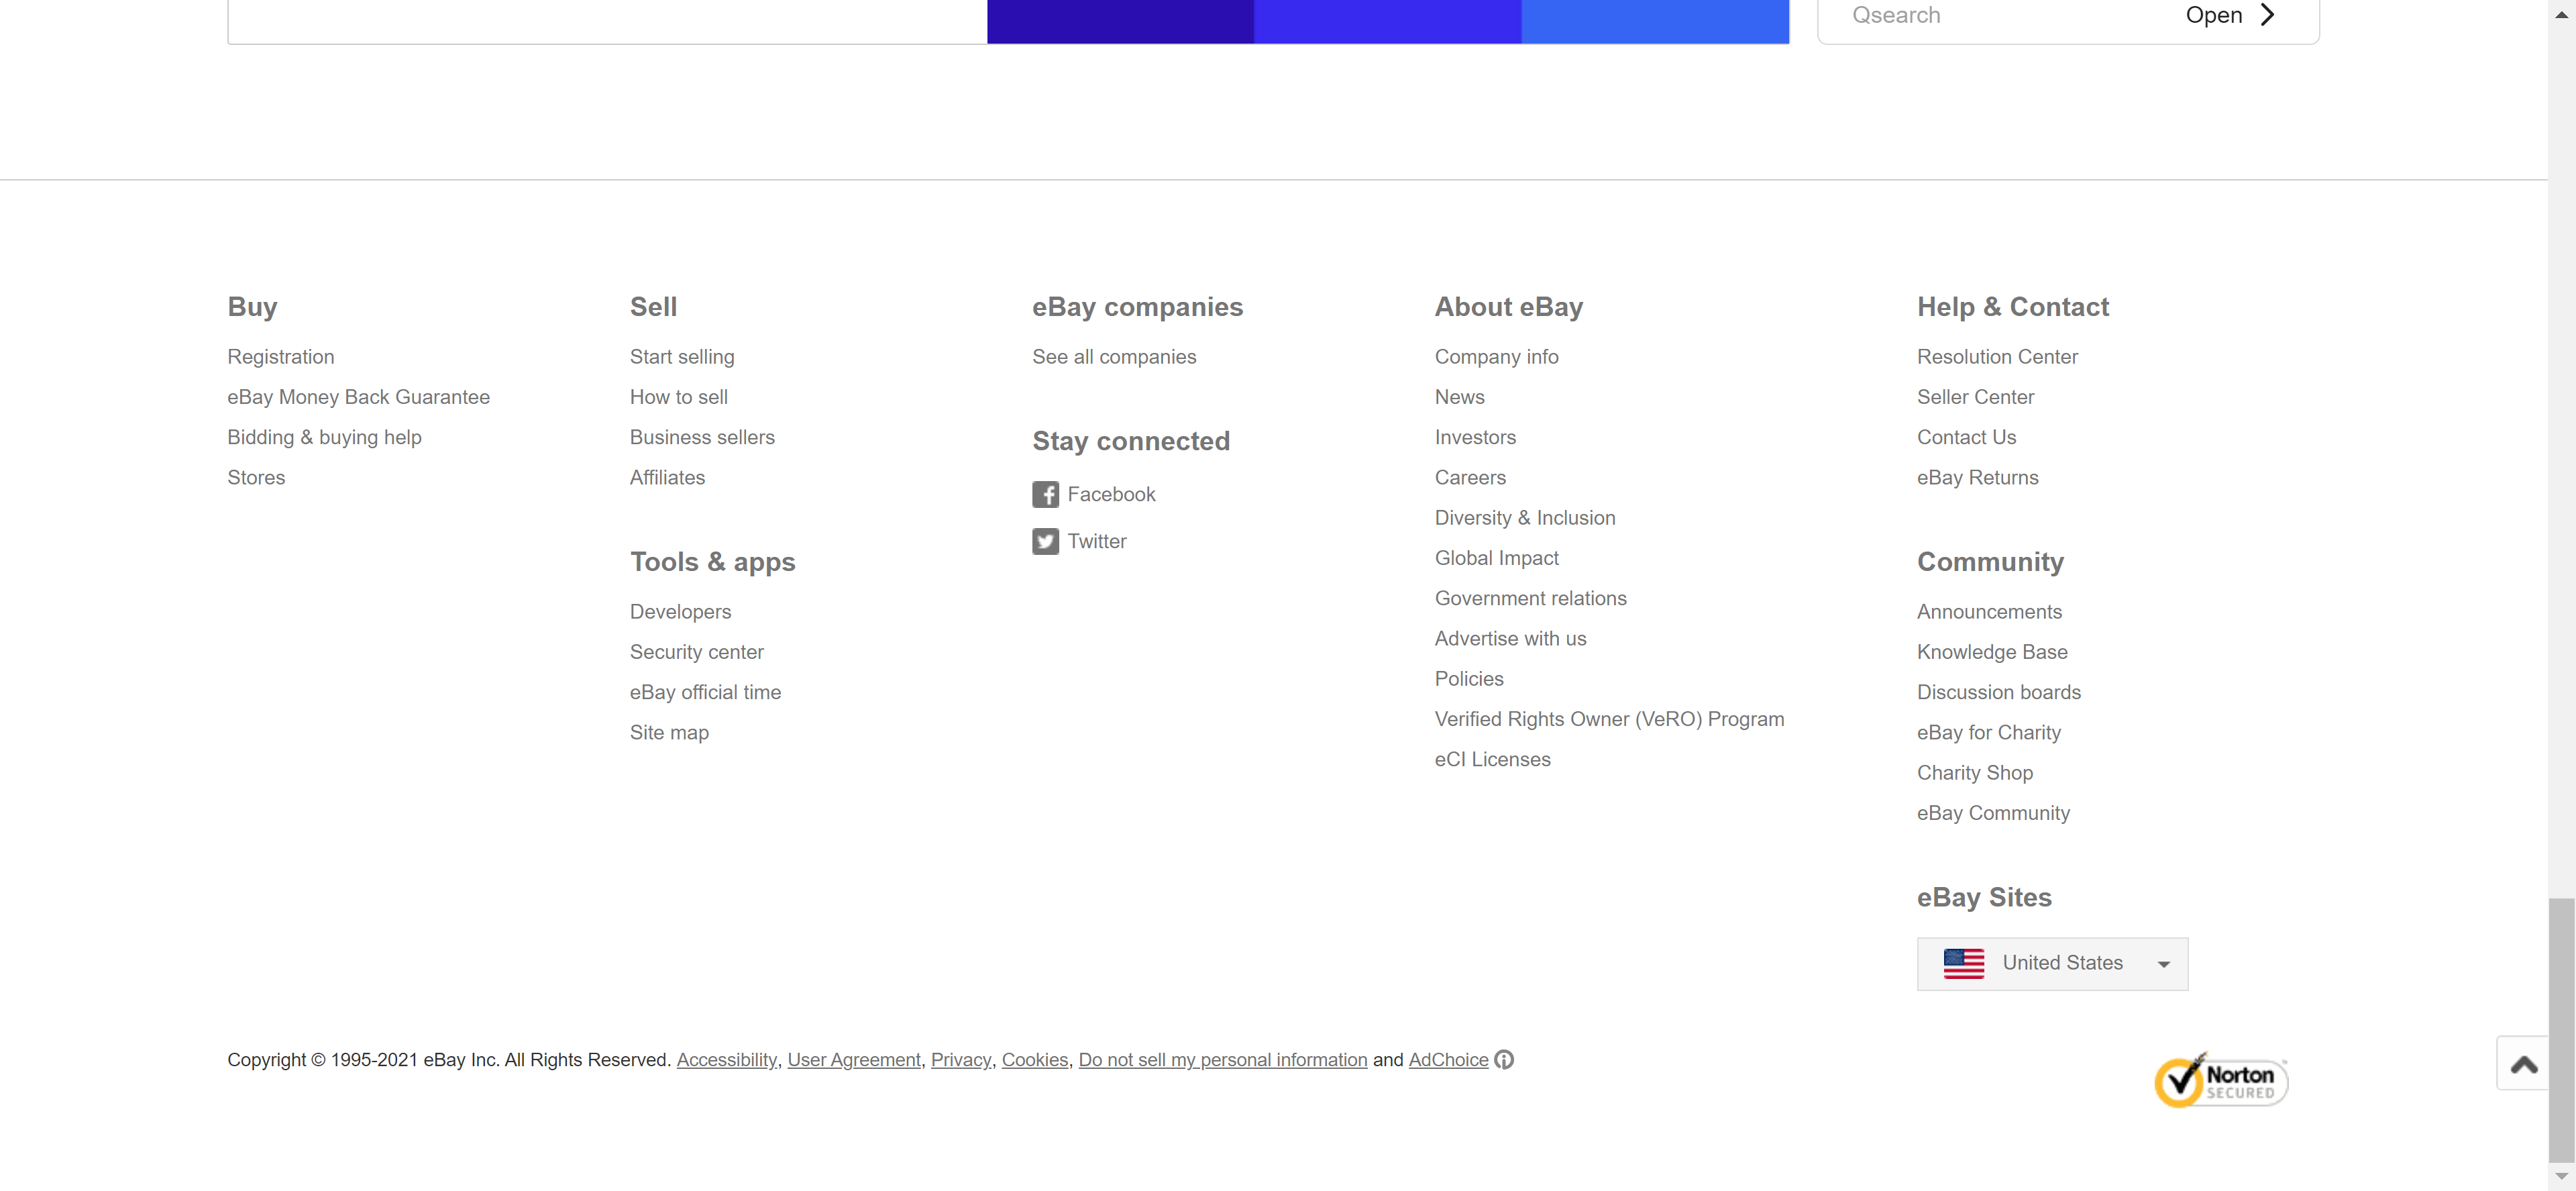 Qsearch
Open
Buy
Registration
eBay Money Back Guarantee
Bidding & buying help
Stores
Sell
Start selling
How to sell
Business sellers
Affiliates
Tools & apps
Developers
Security center
eBay official time
Site map
eBay companies
See all companies
Stay connected
Facebook
Twitter
About eBay
Company info
News
Investors
Careers
Diversity & Inclusion
Global Impact
Government relations
Advertise with us
Policies
Verified Rights Owner (VeRO) Program
eCI Licenses
Help & Contact
Resolution Center
Seller Center
Contact Us
eBay Returns
Community
Announcements
Knowledge Base
Discussion boards
eBay for Charity
Charity Shop
eBay Community
eBay Sites
United States
Copyright © 1995-2021 eBay Inc. All Rights Reserved. Accessibility, User Agreement, Privacy, Cookies, Do not sell my personal information and AdChoice
Norton
SECURED